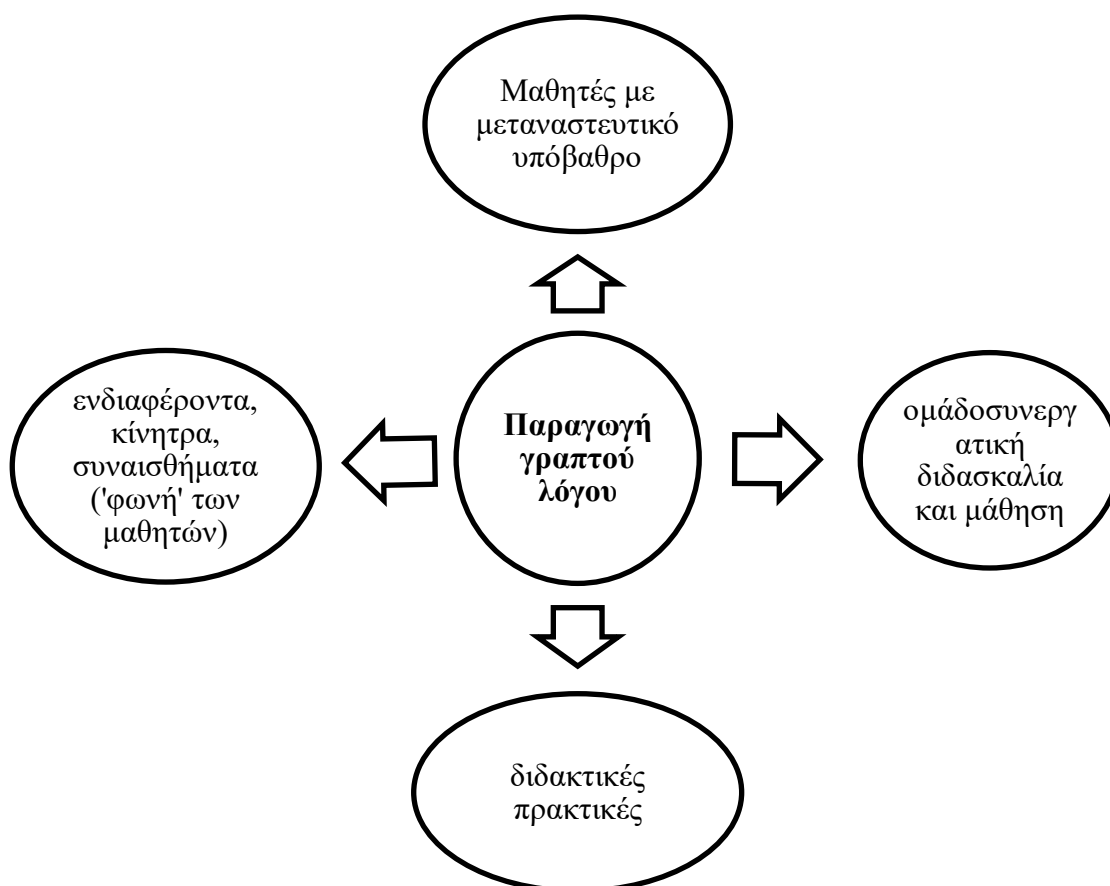 Μαθητές με
μεταναστευτικό
υπόβαθρο
ενδιαφέροντα,
κίνητρα,
συναισθήματα
('φωνή' των
μαθητών)
Παραγωγή
γραπτού
λόγου
ομάδοσυνεργ
ατική
διδασκαλία
και μάθηση
διδακτικές
πρακτικές